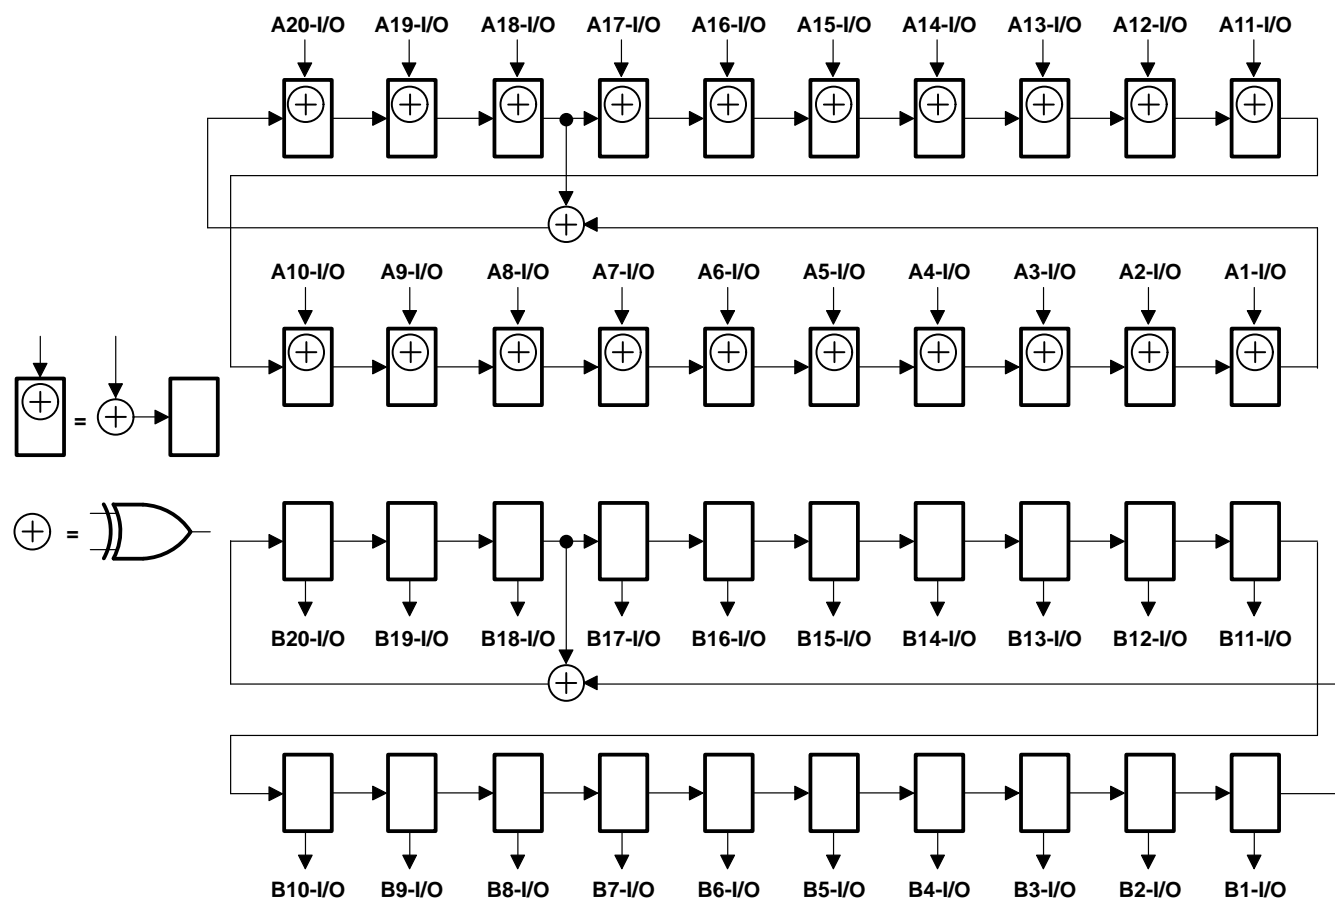 A20-I/O A19-I/O A18-I/O A17-I/O A16-I/O A15-I/O A14-I/O A13-I/O A12-I/O A11-I/O
A10-I/O A9-I/O A8-I/O A7-I/O A6-I/O A5-I/O A4-I/O A3-I/O A2-I/O A1-I/O
=
=
B20-I/O B19-I/O B18-I/O B17-I/O B16-I/O B15-I/O B14-I/O B13-I/O B12-I/O B11-I/O
B10-I/O B9-I/O B8-I/O B7-I/O B6-I/O B5-I/O B4-I/O B3-I/O B2-I/O B1-I/O